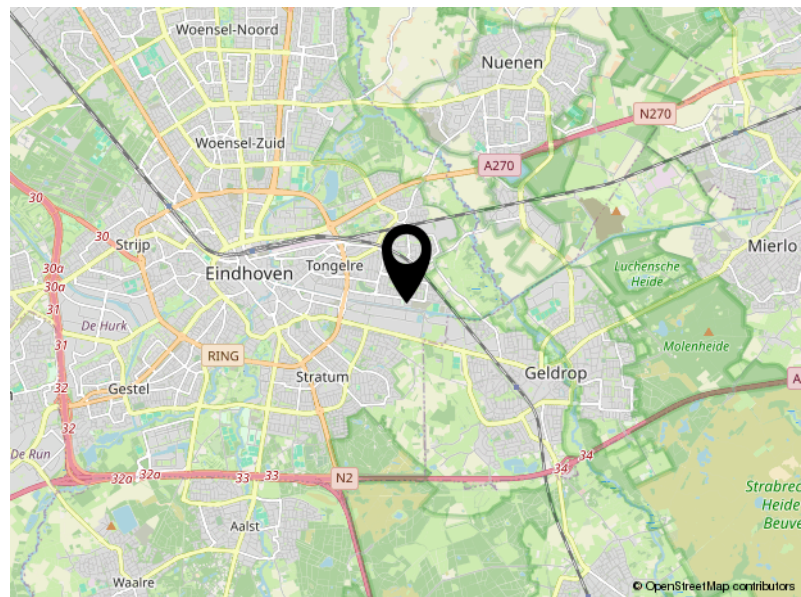 Woensel-Noord
Nuenen
N270
Woensel-Zuid
A270
30
30
Strijp
Mierlo
30a
Eindhoven
Tongelre
Luchensche
Heide
30a
31
De Hurk
31
Molenheide
RING
32
Gestel
Stratum
Geldrop
A
32
De Run
32a
32a
33
33
N2
34
34
Strabrec
Heide
Beuve
Aalst
Waalre
© OpenStreetMap contributors